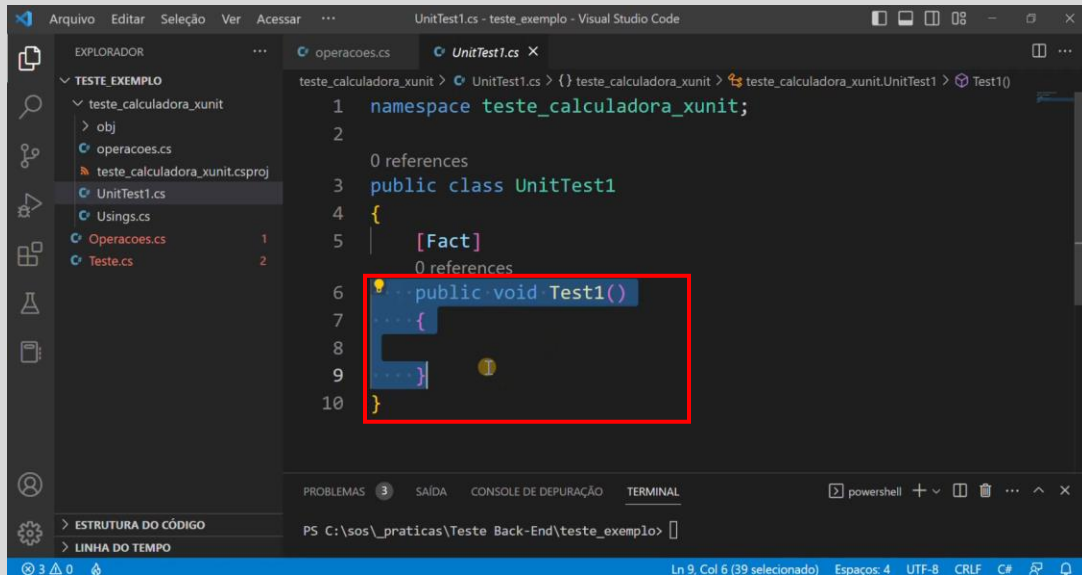 Arquivo Editar Seleção Ver Acessar ··· UnitTest1.cs - teste_exemplo - Visual Studio Code
EXPLORADOR ···
TESTE_EXEMPLO
teste_calculadora_xunit
obj
operacoes.cs
teste_calculadora_xunit.csproj
UnitTest1.cs
Usings.cs
Operacoes.cs 1
Teste.cs 2
ESTRUTURA DO CÓDIGO
LINHA DO TEMPO
operacoes.cs UnitTest1.cs
teste_calculadora_xunit > UnitTest1.cs > {} teste_calculadora_xunit > teste_calculadora_xunit.UnitTest1 > Test1()
1 namespace teste_calculadora_xunit;
2
0 references
3 public class UnitTest1
4 {
5 [Fact]
0 references
6 public void Test1()
7 {
8
9 }
10 }
PROBLEMAS 3 SAÍDA CONSOLE DE DEPURAÇÃO TERMINAL powershell
PS C:\sos\_praticas\Teste Back-End\teste_exemplo>
3 0 Ln 9, Col 6 (39 selecionado) Espaços: 4 UTF-8 CRLF C#